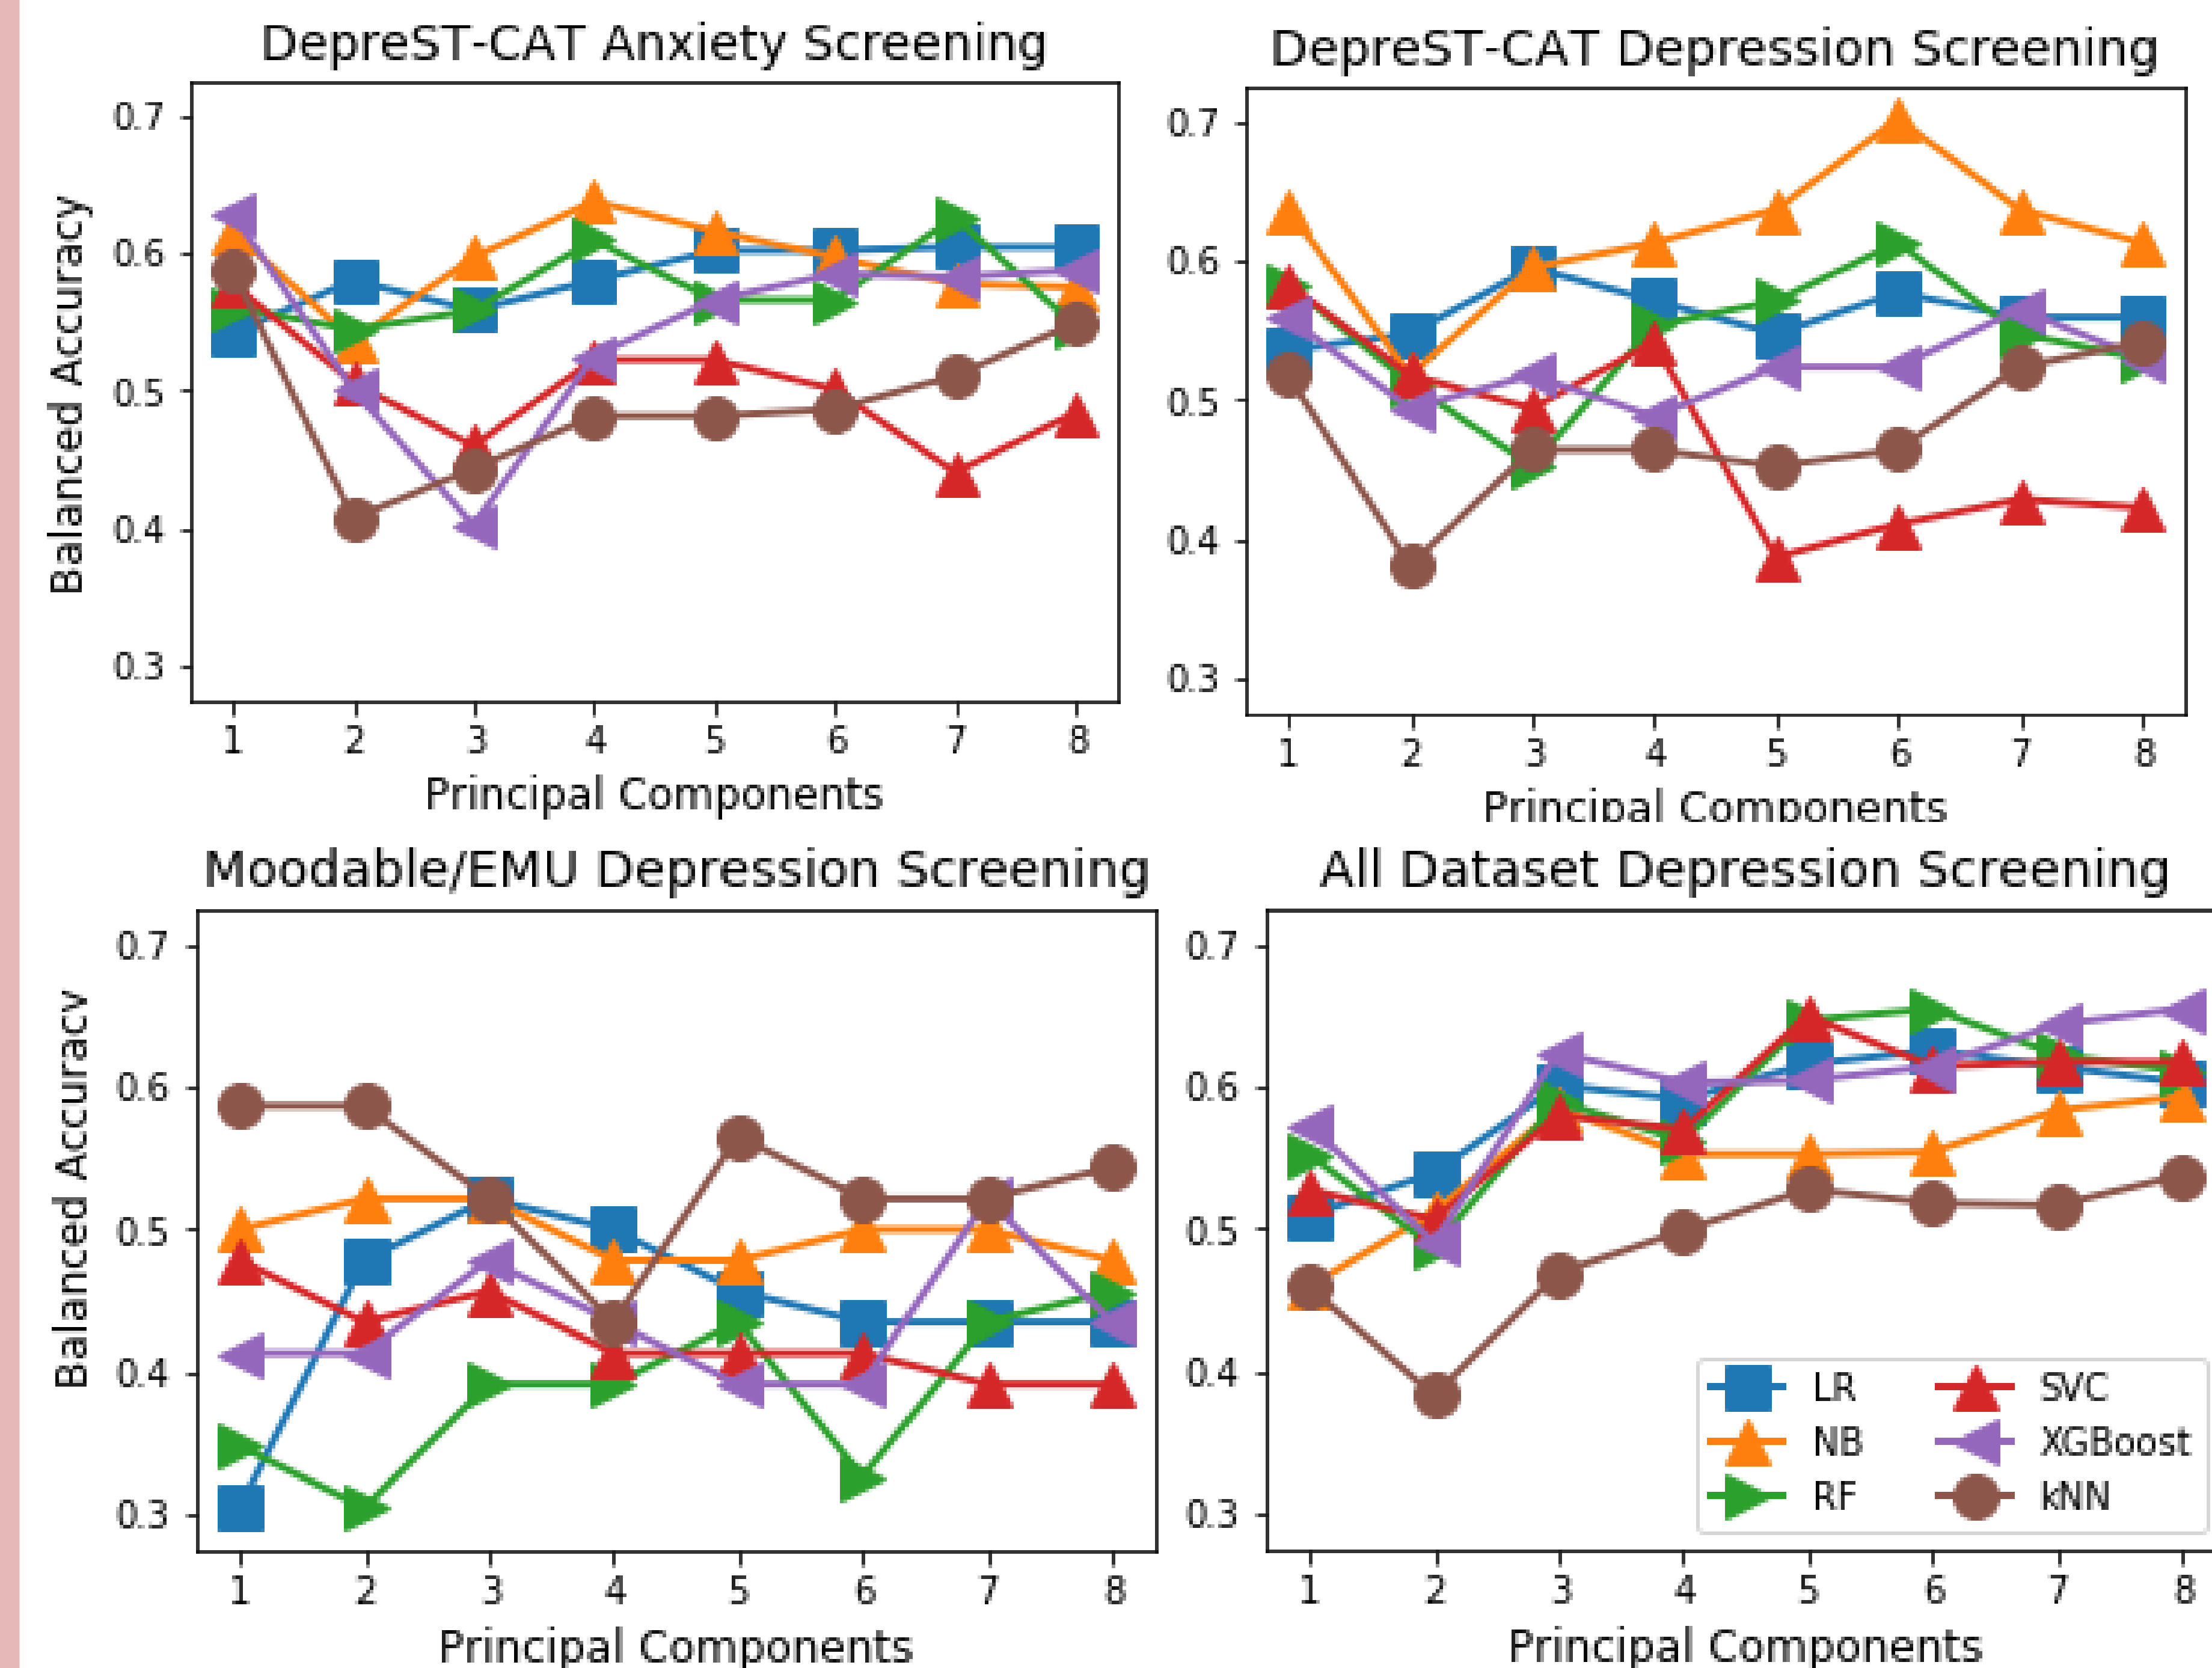 DepreST-CAT Anxiety Screening
Balanced Accuracy
0.7
0.6
0.5
0.4
0.3
1 2 3 4 5 6 7 8
Principal Components
DepreST-CAT Depression Screening
0.7
0.6
0.5
0.4
0.3
1 2 3 4 5 6 7 8
Principal Components
Moodable/EMU Depression Screening
Balanced Accuracy
0.7
0.6
0.5
0.4
0.3
1 2 3 4 5 6 7 8
Principal Components
All Dataset Depression Screening
0.7
0.6
0.5
0.4
0.3
1 2 3 4 5 6 7 8
Principal Components
LR
NB
RF
SVC
XGBoost
kNN